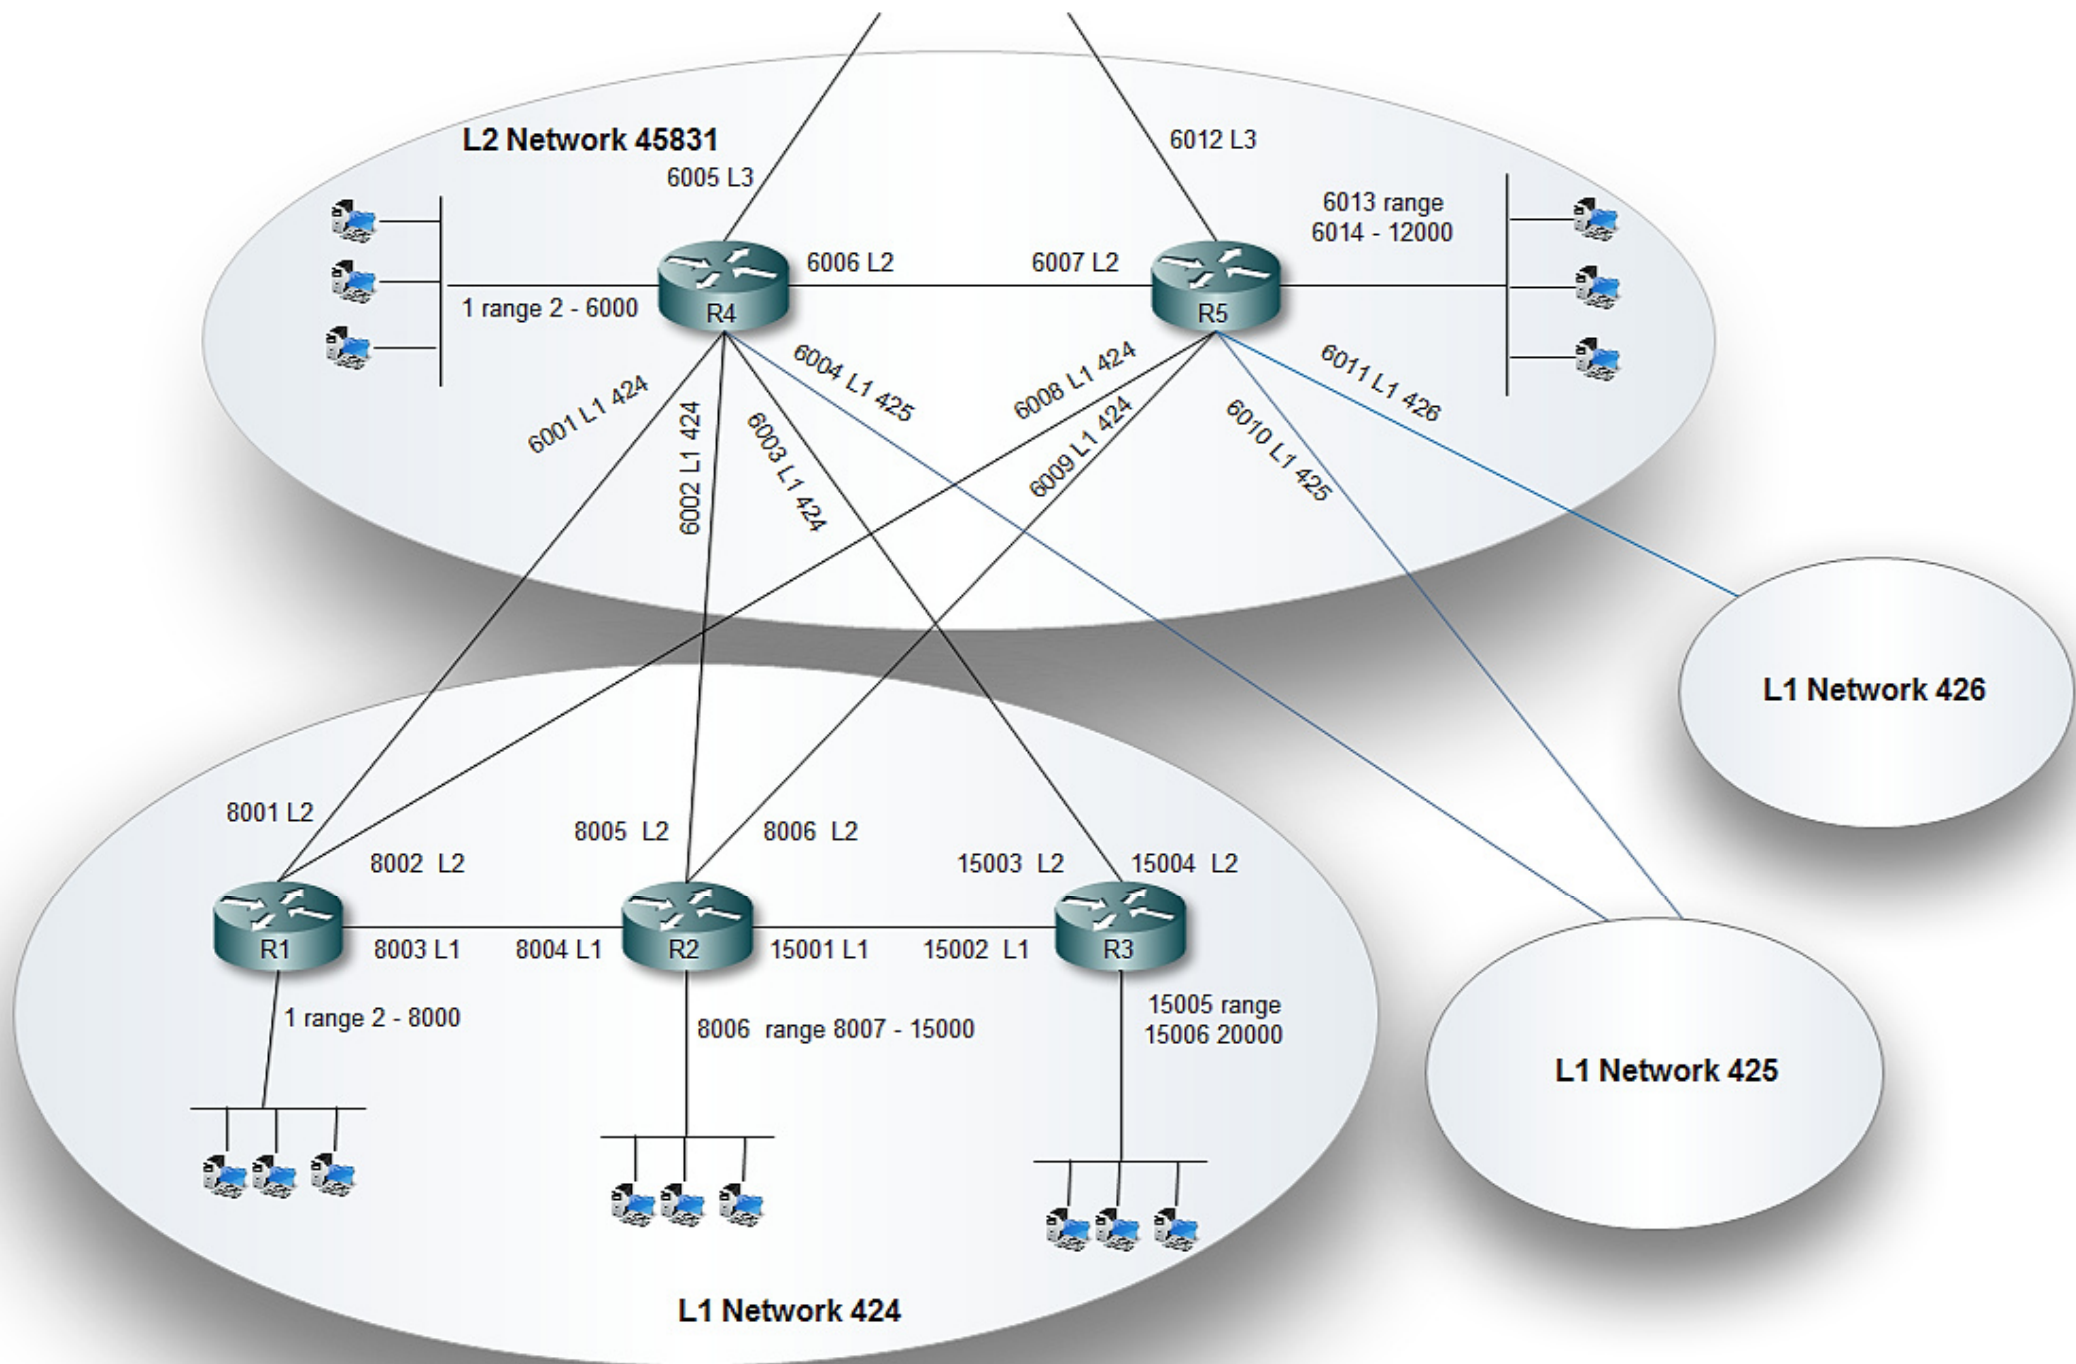 L2 Network 45831
6005 L3
6012 L3
6013 range
6014 - 12000
6006 L2
6007 L2
1 range 2 - 6000
R4
R5
6001 L1 424
6002 L1 424
6003 L1 424
6004 L1 425
6008 L1 424
6009 L1 424
6010 L1 425
6011 L1 426
L1 Network 426
8001 L2
8002 L2
8005 L2
8006 L2
15003 L2
15004 L2
R1
8003 L1
8004 L1
R2
15001 L1
15002 L1
R3
1 range 2 - 8000
8006 range 8007 - 15000
15005 range
15006 20000
L1 Network 425
L1 Network 424